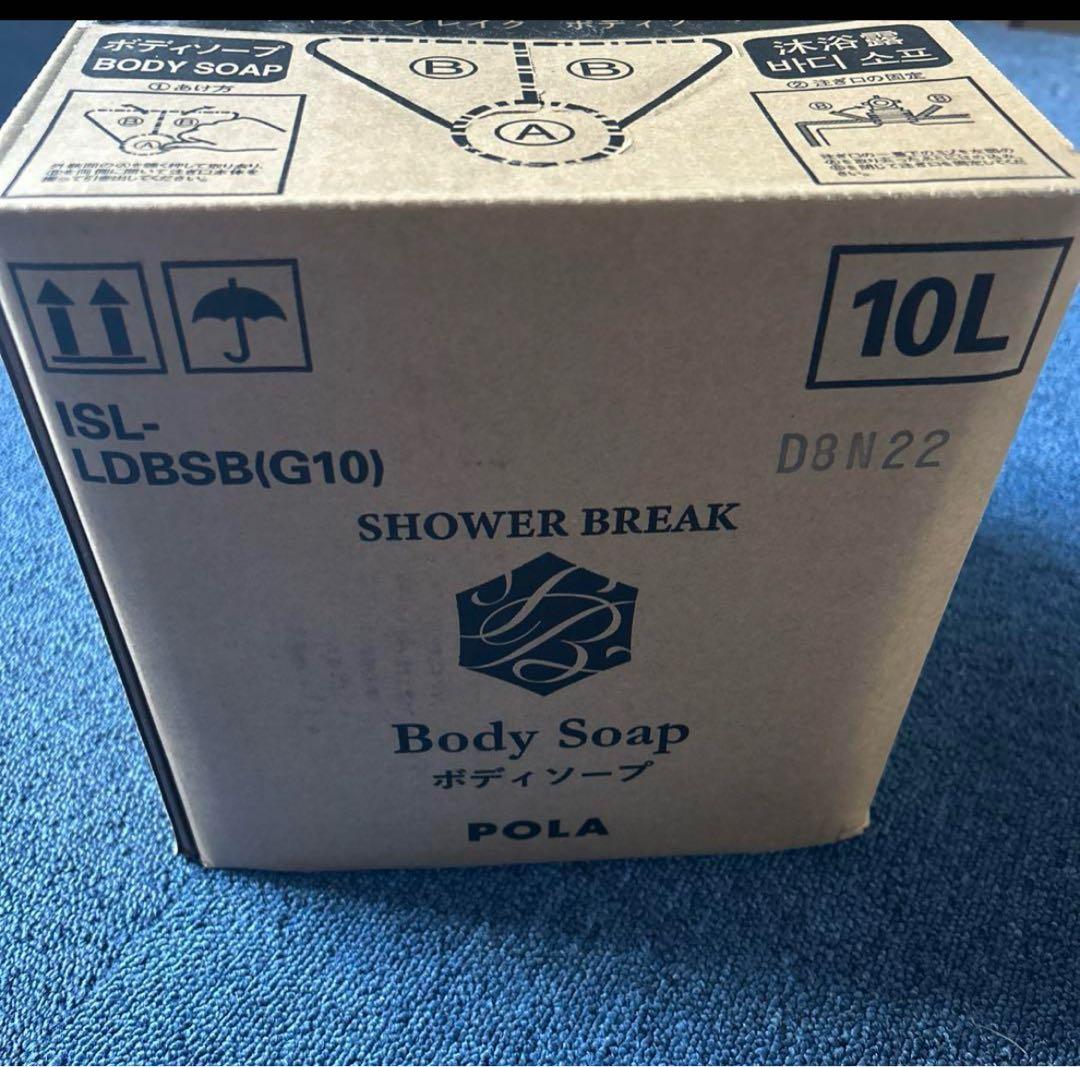 ボディソープ
BODY SOAP
沐浴露
바디 소프
①あけ方
②注ぎ口の固定
B
B
A
B
B
B
B
A
10L
ISL-
LDBSB(G10)
D8N22
SHOWER BREAK
SB
Body Soap
ボディソープ
POLA